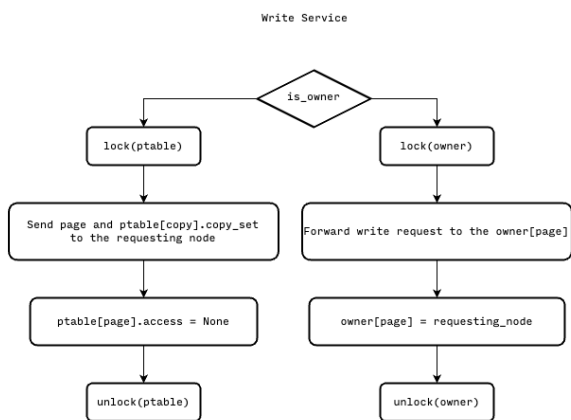 Write Service
is_owner
lock(ptable)
lock(owner)
Send page and ptable[copy].copy_set
to the requesting node
Forward write request to the owner[page]
ptable[page].access = None
owner[page] = requesting_node
unlock(ptable)
unlock(owner)